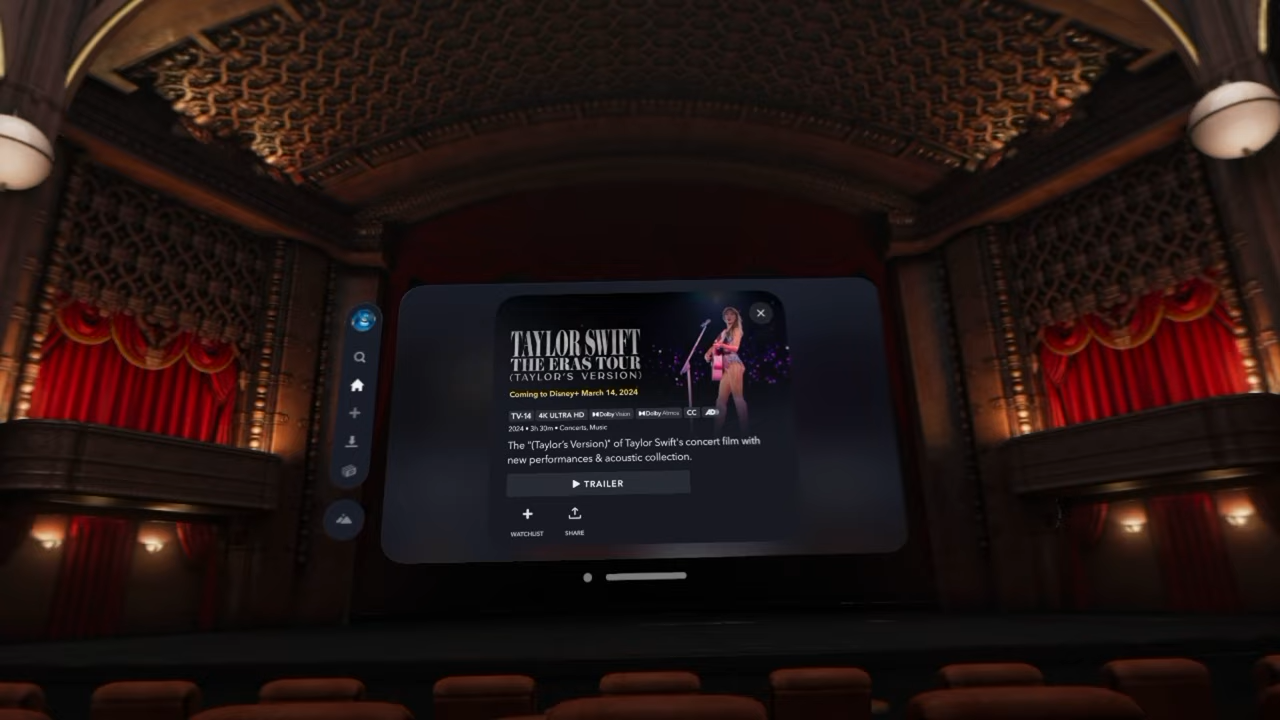 TAYLOR SWIFT
THE ERAS TOUR
(TAYLOR'S VERSION)
Coming to Disney+ March 14, 2024
TV-14 4K ULTRA HD Dolby Vision Dolby Atmos CC AD
2024 • 3h 30m • Concerts, Music
The "(Taylor's Version)" of Taylor Swift's concert film with
new performances & acoustic collection.
TRAILER
WATCHLIST SHARE